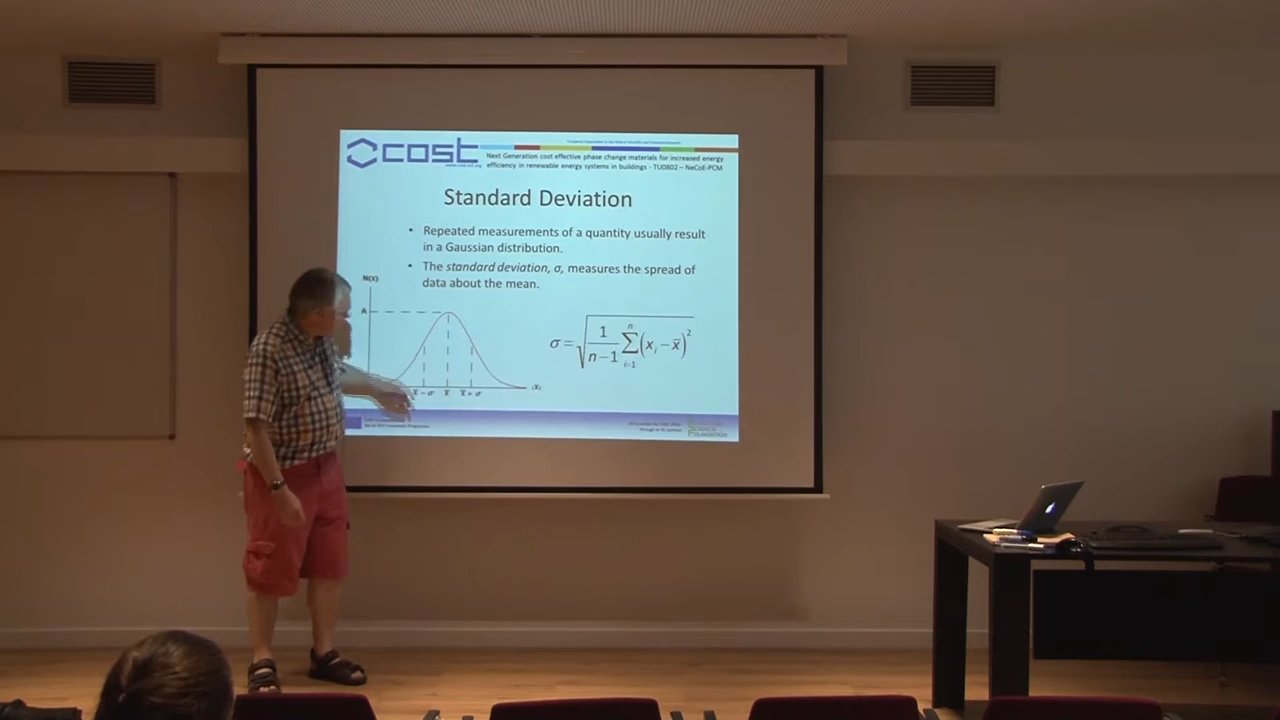 cost
Next Generation cost effective phase change materials for increased energy
efficiency in renewable energy systems in buildings - TU0802 – NeCoE-PCM
Standard Deviation
• Repeated measurements of a quantity usually result
in a Gaussian distribution.
• The standard deviation, σ, measures the spread of
data about the mean.
N(x)
A
σ = √ 1/(n−1) ∑ i=1 n (x i − x̄)²
x̄ − σ x̄ x̄ + σ (x)